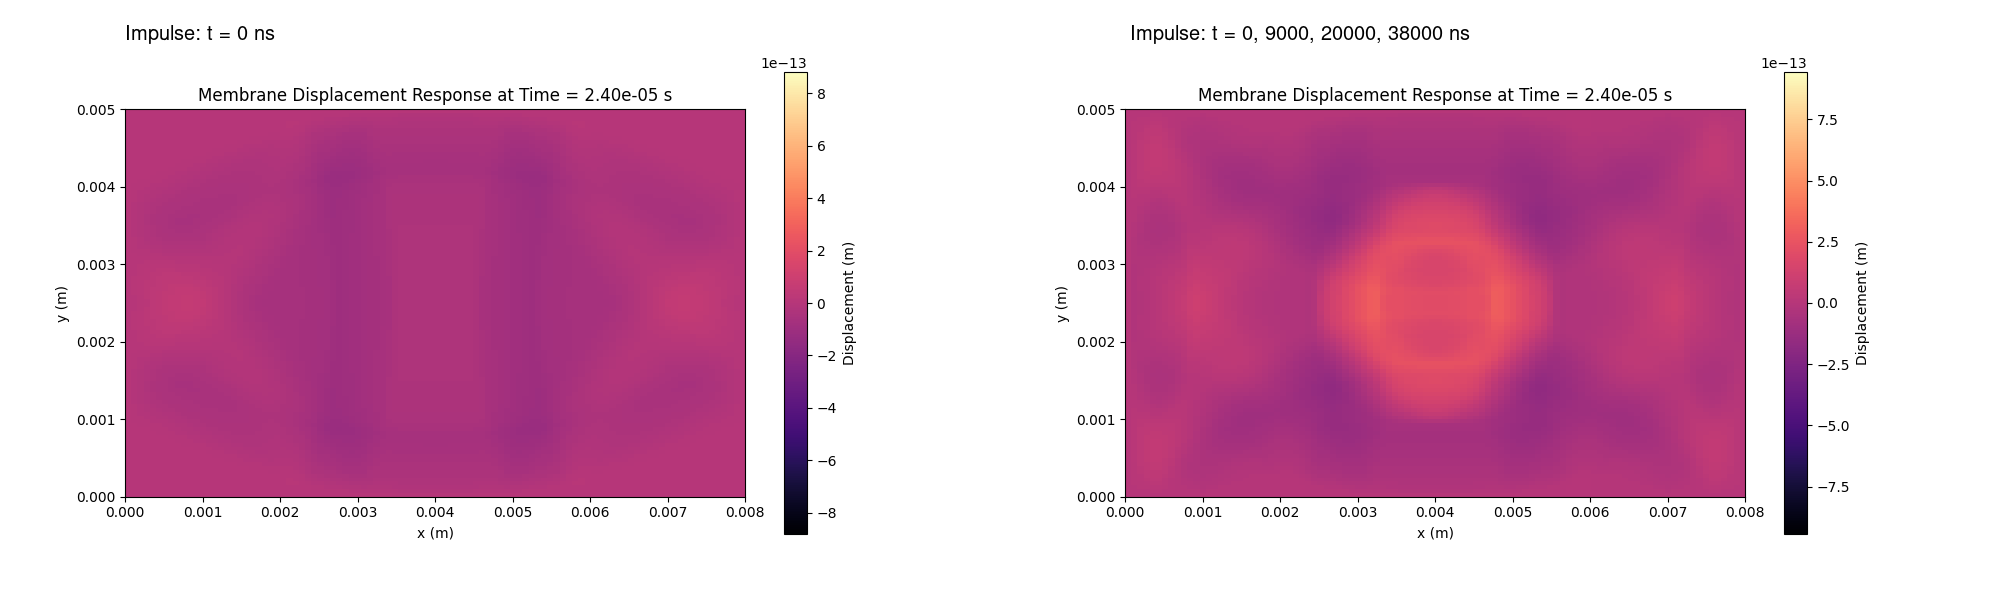 Impulse: t = 0 ns
1e−13
Membrane Displacement Response at Time = 2.40e-05 s
0.005
0.004
0.003
0.002
0.001
0.000
y (m)
0.000 0.001 0.002 0.003 0.004 0.005 0.006 0.007 0.008
x (m)
8
6
4
2
0
−2
−4
−6
−8
Displacement (m)
Impulse: t = 0, 9000, 20000, 38000 ns
1e−13
Membrane Displacement Response at Time = 2.40e-05 s
0.005
0.004
0.003
0.002
0.001
0.000
y (m)
0.000 0.001 0.002 0.003 0.004 0.005 0.006 0.007 0.008
x (m)
7.5
5.0
2.5
0.0
−2.5
−5.0
−7.5
Displacement (m)